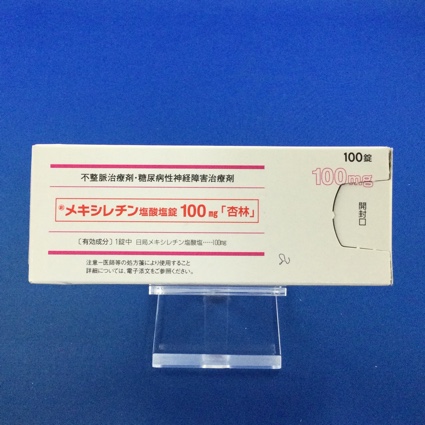 100錠
100mg
不整脈治療剤・糖尿病性神経障害治療剤
メキシレチン塩酸塩錠100mg「杏林」
開封口
〔有効成分〕1錠中 日局メキシレチン塩酸塩……100mg
注意－医師等の処方箋により使用すること
詳細については、電子添文をご参照ください。